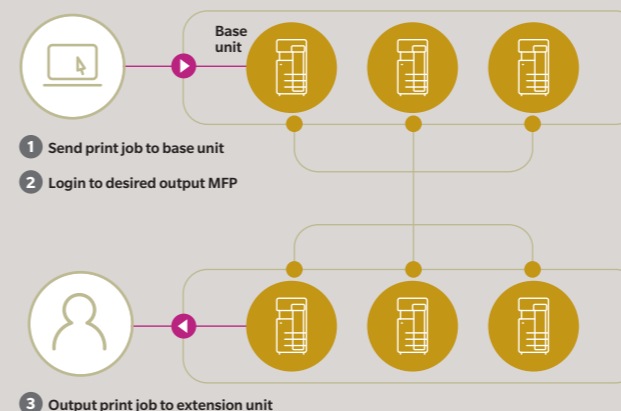 Base
unit
1 Send print job to base unit
2 Login to desired output MFP
3 Output print job to extension unit